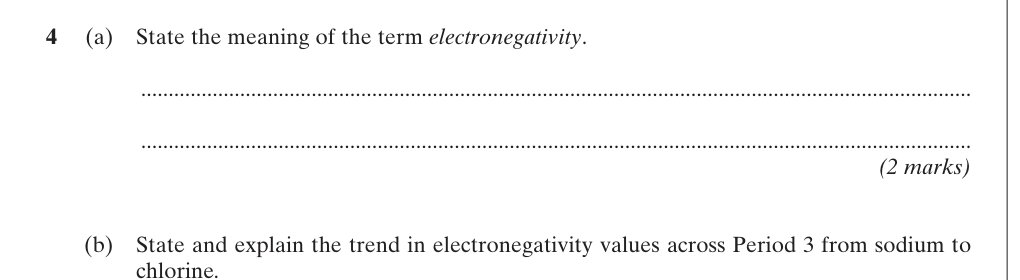 4 (a) State the meaning of the term electronegativity.
(2 marks)
(b) State and explain the trend in electronegativity values across Period 3 from sodium to
chlorine.